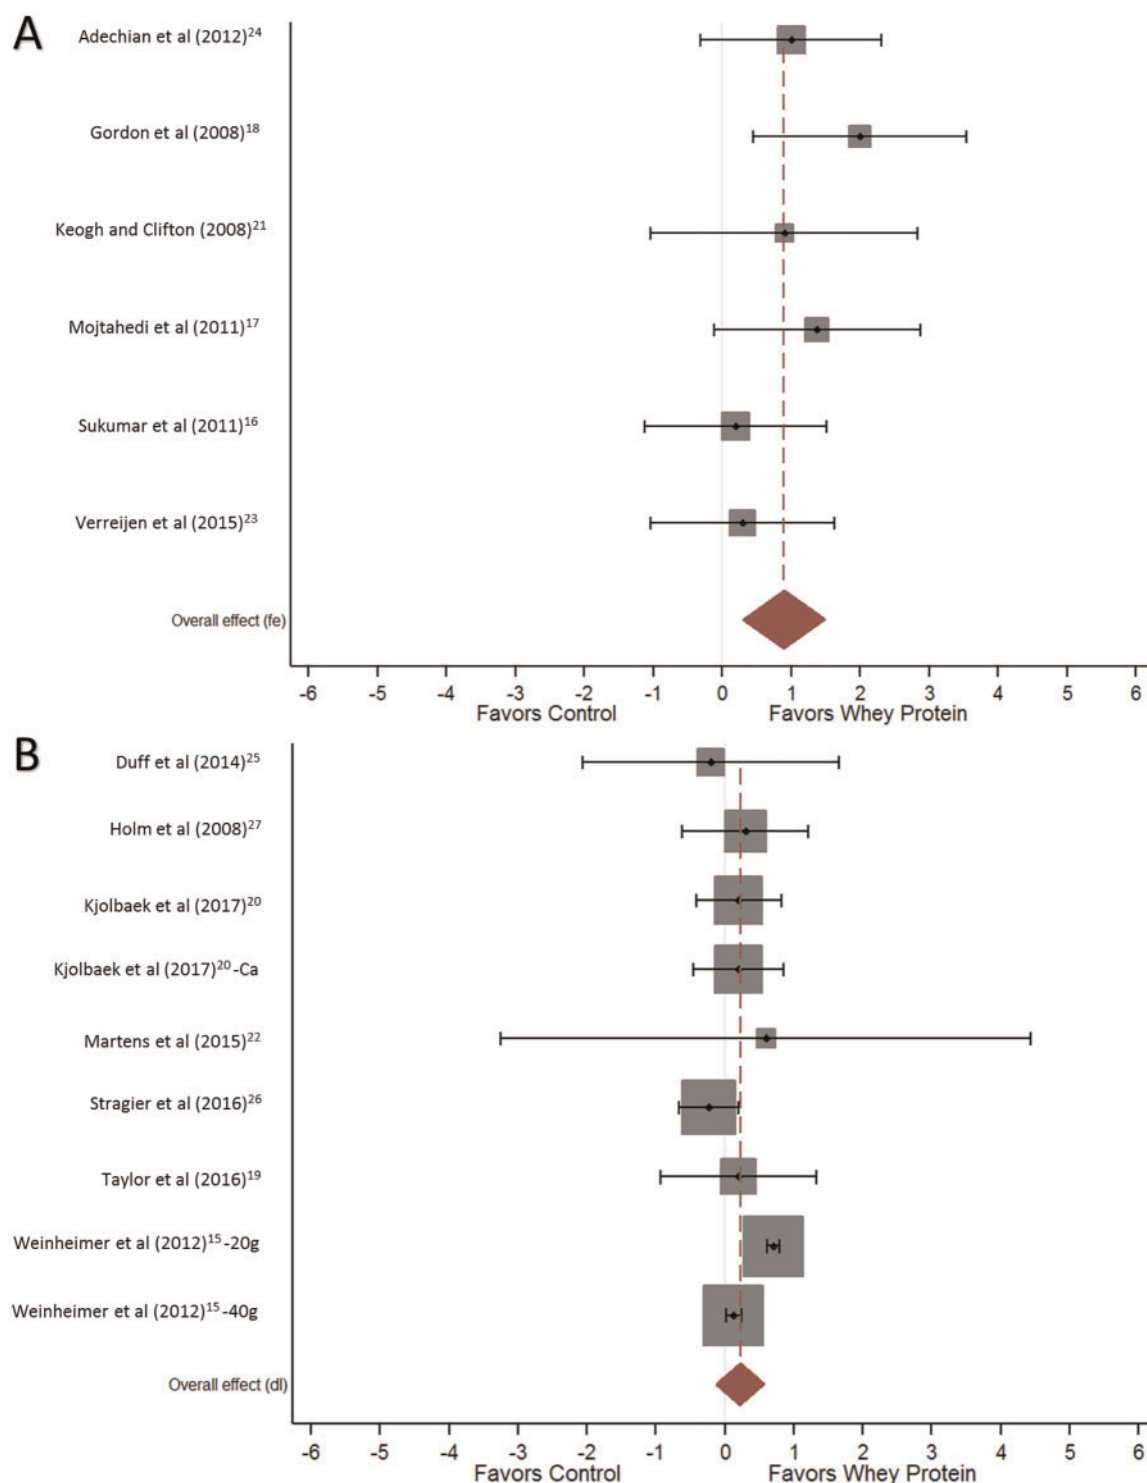 A
Adechian et al (2012)24
Gordon et al (2008)18
Keogh and Clifton (2008)21
Mojtahedi et al (2011)17
Sukumar et al (2011)16
Verreijen et al (2015)23
Overall effect (fe)
-6 -5 -4 -3 -2 -1 0 1 2 3 4 5 6
Favors Control Favors Whey Protein
B
Duff et al (2014)25
Holm et al (2008)27
Kjolbaek et al (2017)20
Kjolbaek et al (2017)20-Ca
Martens et al (2015)22
Stragier et al (2016)26
Taylor et al (2016)19
Weinheimer et al (2012)15-20g
Weinheimer et al (2012)15-40g
Overall effect (dl)
-6 -5 -4 -3 -2 -1 0 1 2 3 4 5 6
Favors Control Favors Whey Protein